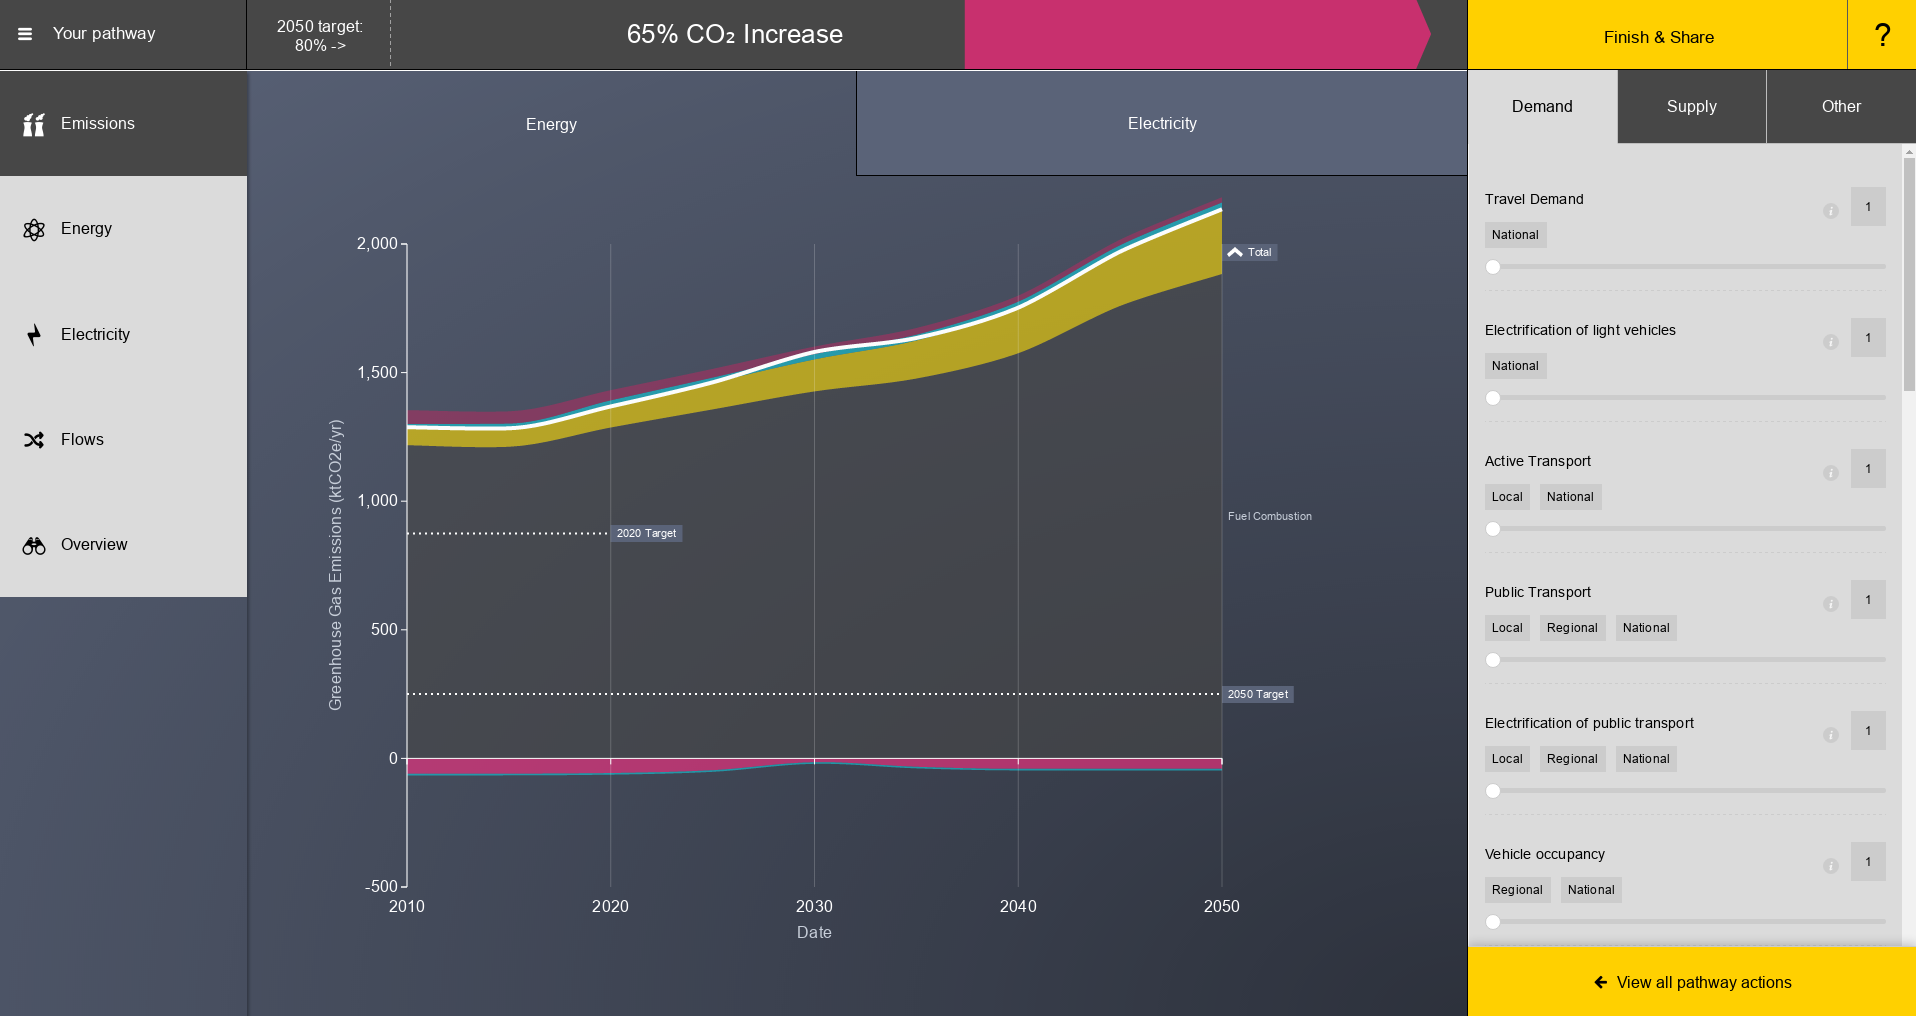 Your pathway
2050 target:
80% ->
65% CO₂ Increase
Finish & Share
?
Emissions
Energy
Electricity
Flows
Overview
Energy
Electricity
Greenhouse Gas Emissions (ktCO2e/yr)
2,000
1,500
1,000
500
0
-500
2010
2020
2030
2040
2050
Date
Total
2020 Target
Fuel Combustion
2050 Target
Demand
Supply
Other
Travel Demand
i
1
National
Electrification of light vehicles
i
1
National
Active Transport
i
1
Local National
Public Transport
i
1
Local Regional National
Electrification of public transport
i
1
Local Regional National
Vehicle occupancy
i
1
Regional National
View all pathway actions